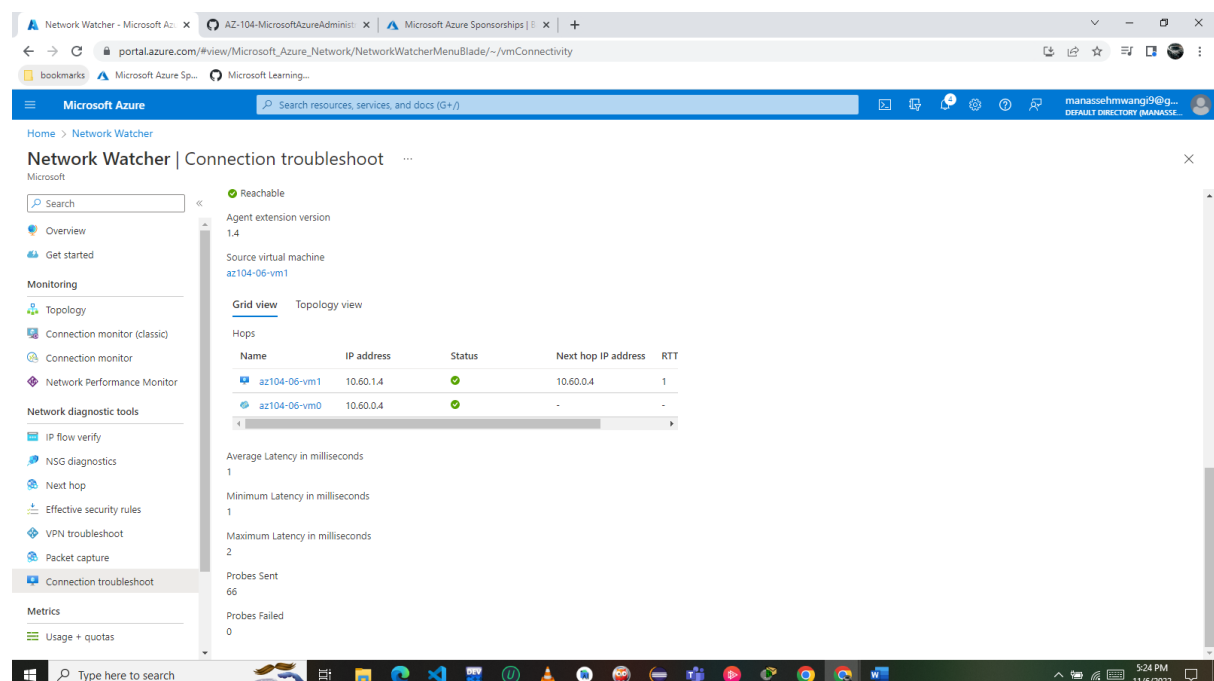 Network Watcher - Microsoft Az
AZ-104-MicrosoftAzureAdminist
Microsoft Azure Sponsorships | E
portal.azure.com/#view/Microsoft_Azure_Network/NetworkWatcherMenuBlade/~/vmConnectivity
bookmarks
Microsoft Azure Sp...
Microsoft Learning...
Microsoft Azure
Search resources, services, and docs (G+/)
4
manassehmwangi9@g...
DEFAULT DIRECTORY (MANASSE...
Home > Network Watcher
Network Watcher | Connection troubleshoot ...
Microsoft
Search
Overview
Get started
Monitoring
Topology
Connection monitor (classic)
Connection monitor
Network Performance Monitor
Network diagnostic tools
IP flow verify
NSG diagnostics
Next hop
Effective security rules
VPN troubleshoot
Packet capture
Connection troubleshoot
Metrics
Usage + quotas
Reachable
Agent extension version
1.4
Source virtual machine
az104-06-vm1
Grid view Topology view
Hops
Name IP address Status Next hop IP address RTT
az104-06-vm1 10.60.1.4 10.60.0.4 1
az104-06-vm0 10.60.0.4 - -
Average Latency in milliseconds
1
Minimum Latency in milliseconds
1
Maximum Latency in milliseconds
2
Probes Sent
66
Probes Failed
0
Type here to search
DEV
W
5:24 PM